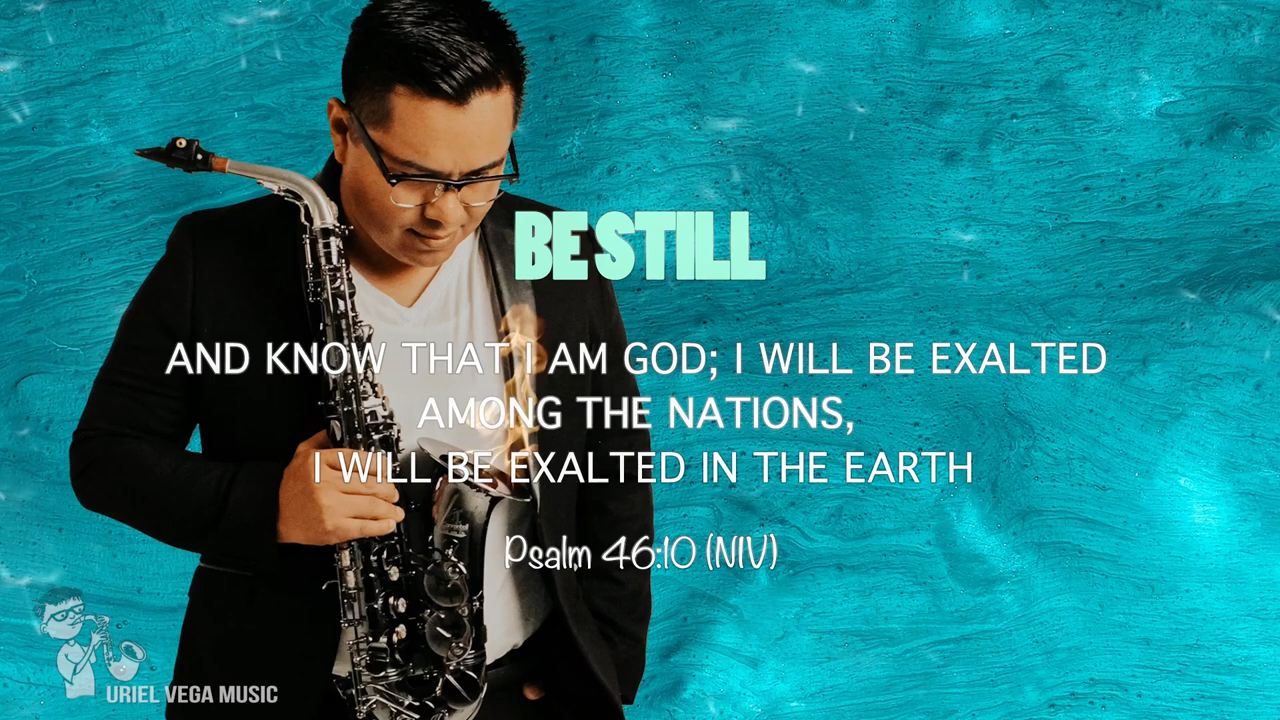 BE STILL
AND KNOW THAT I AM GOD; I WILL BE EXALTED
AMONG THE NATIONS,
I WILL BE EXALTED IN THE EARTH
Psalm 46:10 (NIV)
URIEL VEGA MUSIC